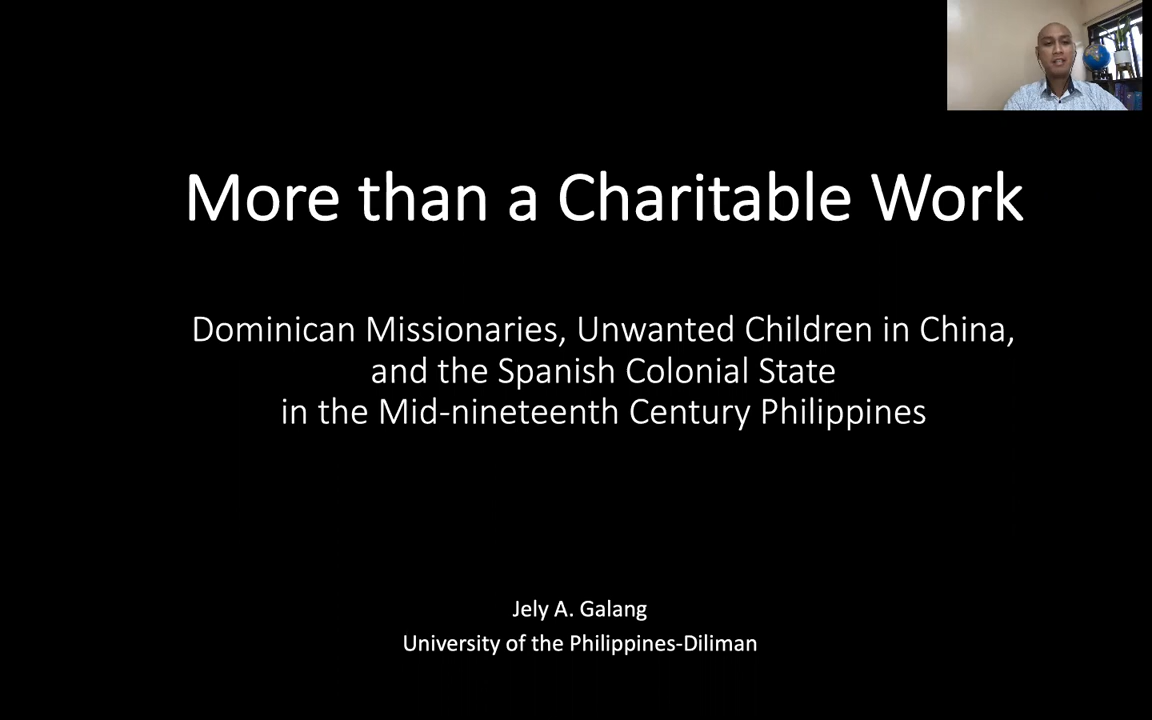 More than a Charitable Work
Dominican Missionaries, Unwanted Children in China,
and the Spanish Colonial State
in the Mid-nineteenth Century Philippines
Jely A. Galang
University of the Philippines-Diliman